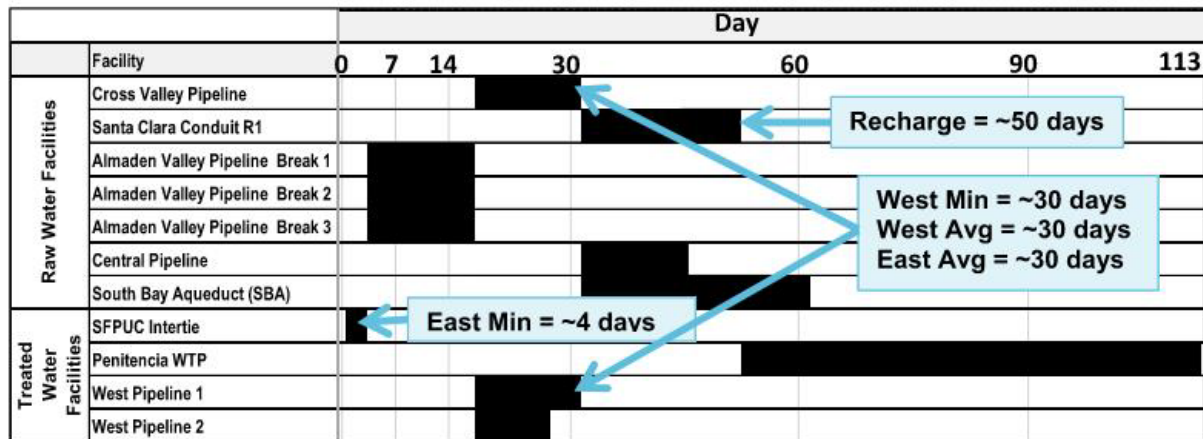 Day
Facility 0 7 14 30 60 90 113
Raw Water Facilities
Cross Valley Pipeline
Santa Clara Conduit R1
Recharge = ~50 days
Almaden Valley Pipeline Break 1
Almaden Valley Pipeline Break 2
Almaden Valley Pipeline Break 3
West Min = ~30 days
West Avg = ~30 days
East Avg = ~30 days
Central Pipeline
South Bay Aqueduct (SBA)
Treated
Water
Facilities
SFPUC Intertie
East Min = ~4 days
Penitencia WTP
West Pipeline 1
West Pipeline 2